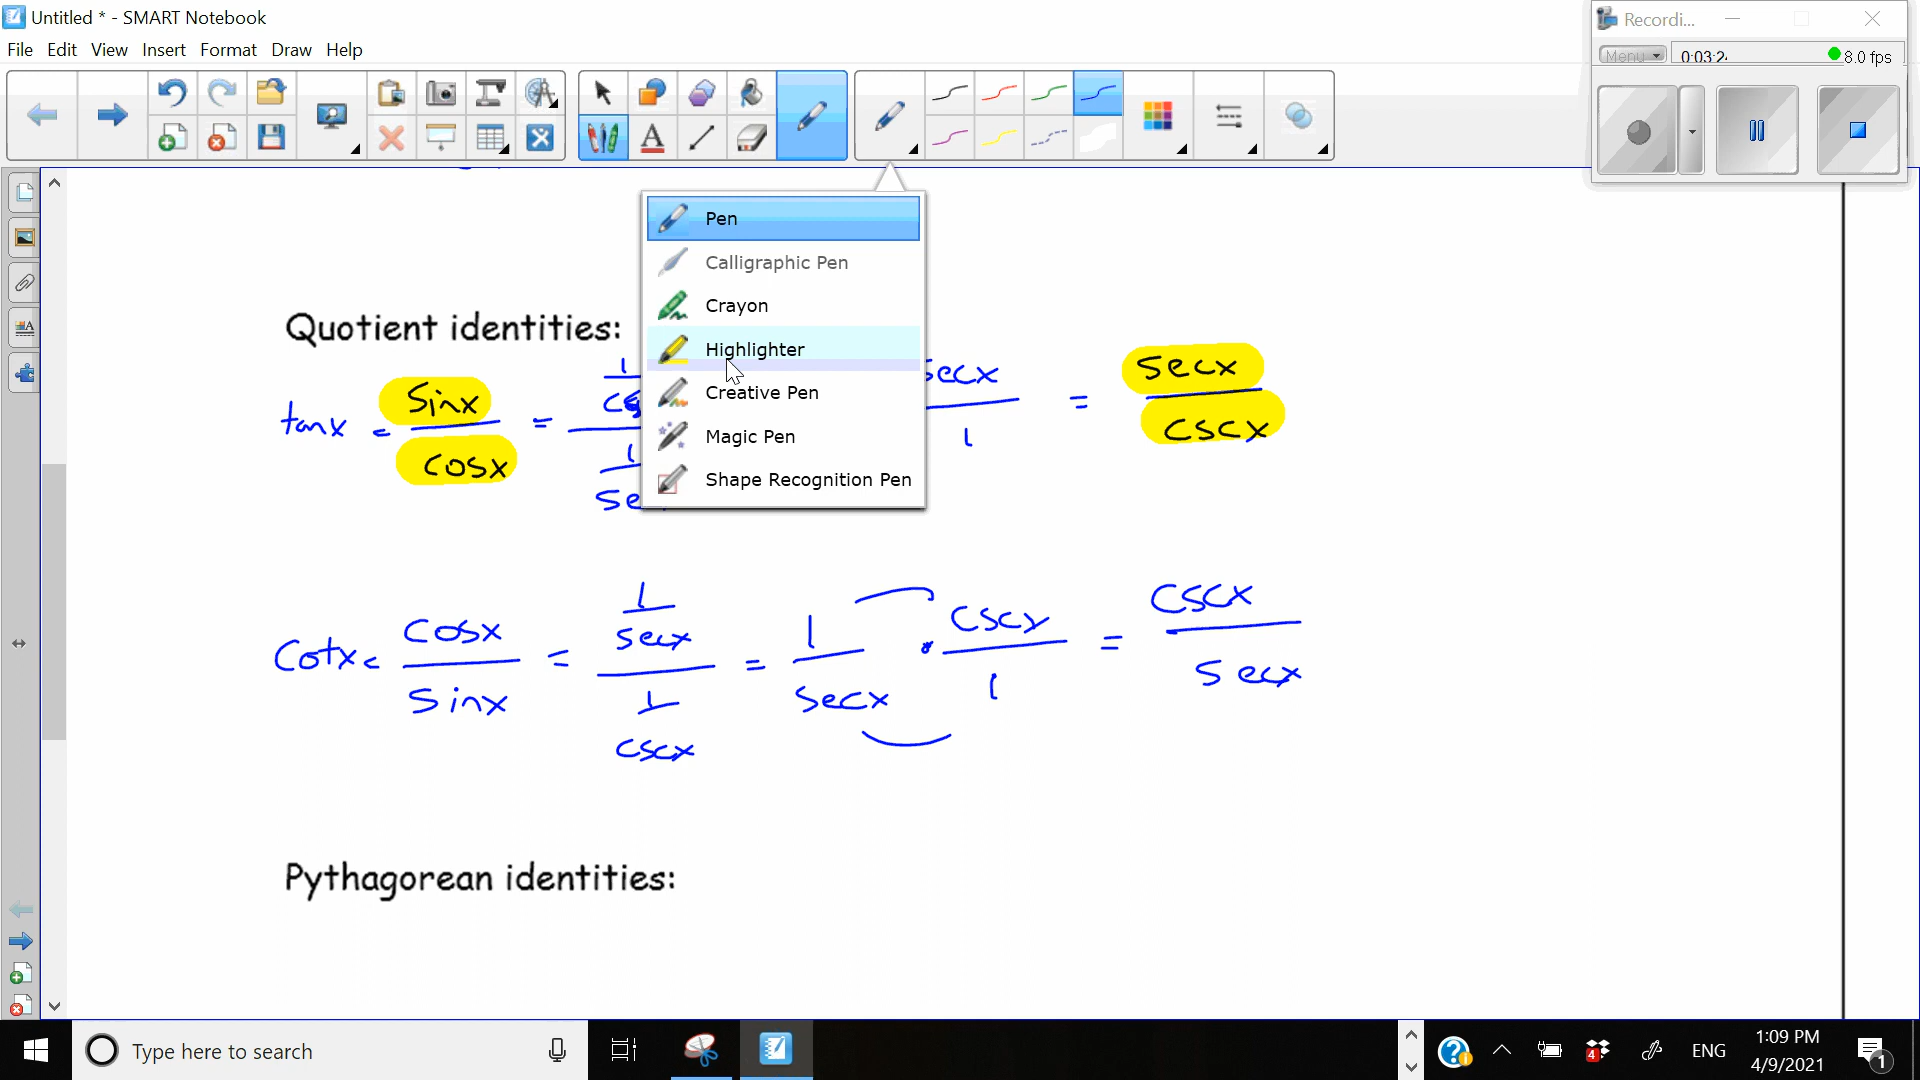 Untitled * - SMART Notebook
Recordi...
File Edit View Insert Format Draw Help
Menu 0:03:2 8.0 fps
Pen
Calligraphic Pen
Crayon
Highlighter
Creative Pen
Magic Pen
Shape Recognition Pen
Quotient identities:
tanx = sinx / cosx = 1 / secx / 1 = secx / cscx
Cotx = cosx / sinx = 1/secx / 1/cscx = 1/secx • cscx/1 = cscx / secx
Pythagorean identities:
Type here to search
4
ENG
1:09 PM
4/9/2021
1